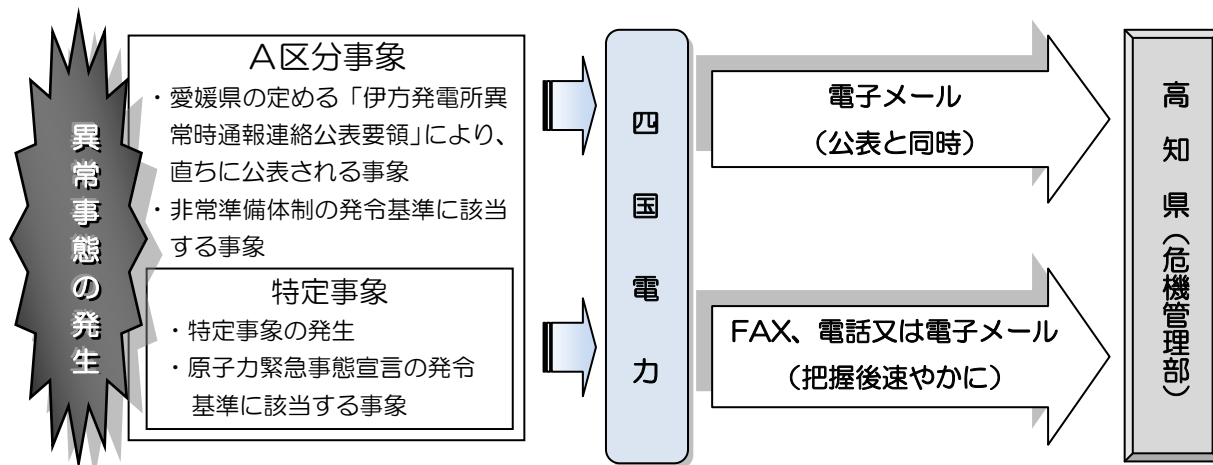 異常事態の発生
A区分事象
・愛媛県の定める「伊方発電所異
常時通報連絡公表要領」により、
直ちに公表される事象
・非常準備体制の発令基準に該当
する事象
特定事象
・特定事象の発生
・原子力緊急事態宣言の発令
基準に該当する事象
四国電力
電子メール
(公表と同時)
FAX、電話又は電子メール
(把握後速やかに)
高知県(危機管理部)